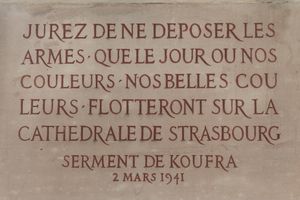 JUREZ DE NE DEPOSER LES
ARMES · QUE LE JOUR OU NOS
COULEURS · NOS BELLES COU
LEURS · FLOTTERONT SUR LA
CATHEDRALE DE STRASBOURG
SERMENT DE KOUFRA
2 MARS 1941